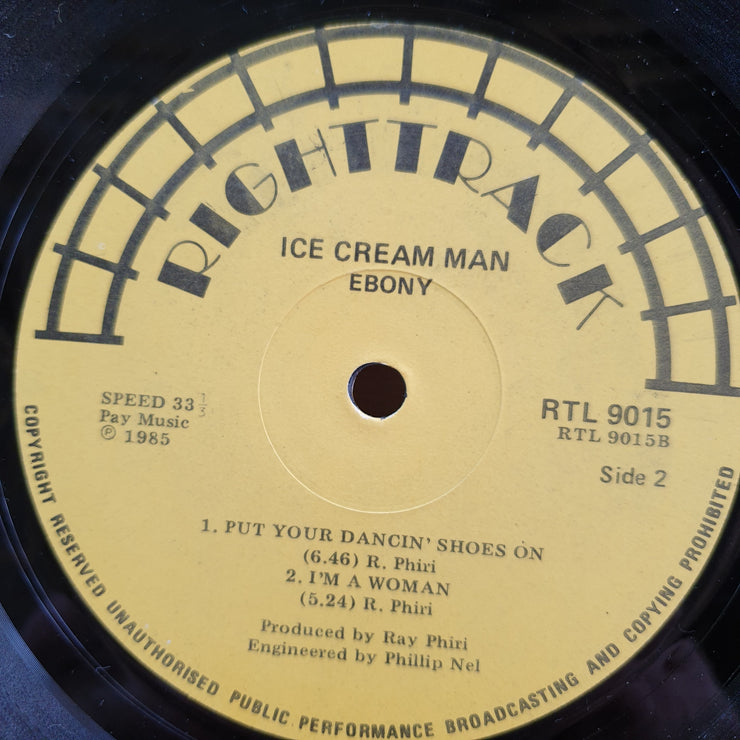 RIGHTTRACK
ICE CREAM MAN
EBONY
SPEED 33 1/3
Pay Music
℗ 1985
RTL 9015
RTL 9015B
Side 2
1. PUT YOUR DANCIN' SHOES ON
(6.46) R. Phiri
2. I'M A WOMAN
(5.24) R. Phiri
Produced by Ray Phiri
Engineered by Phillip Nel
COPYRIGHT RESERVED UNAUTHORISED PUBLIC PERFORMANCE BROADCASTING AND COPYING PROHIBITED